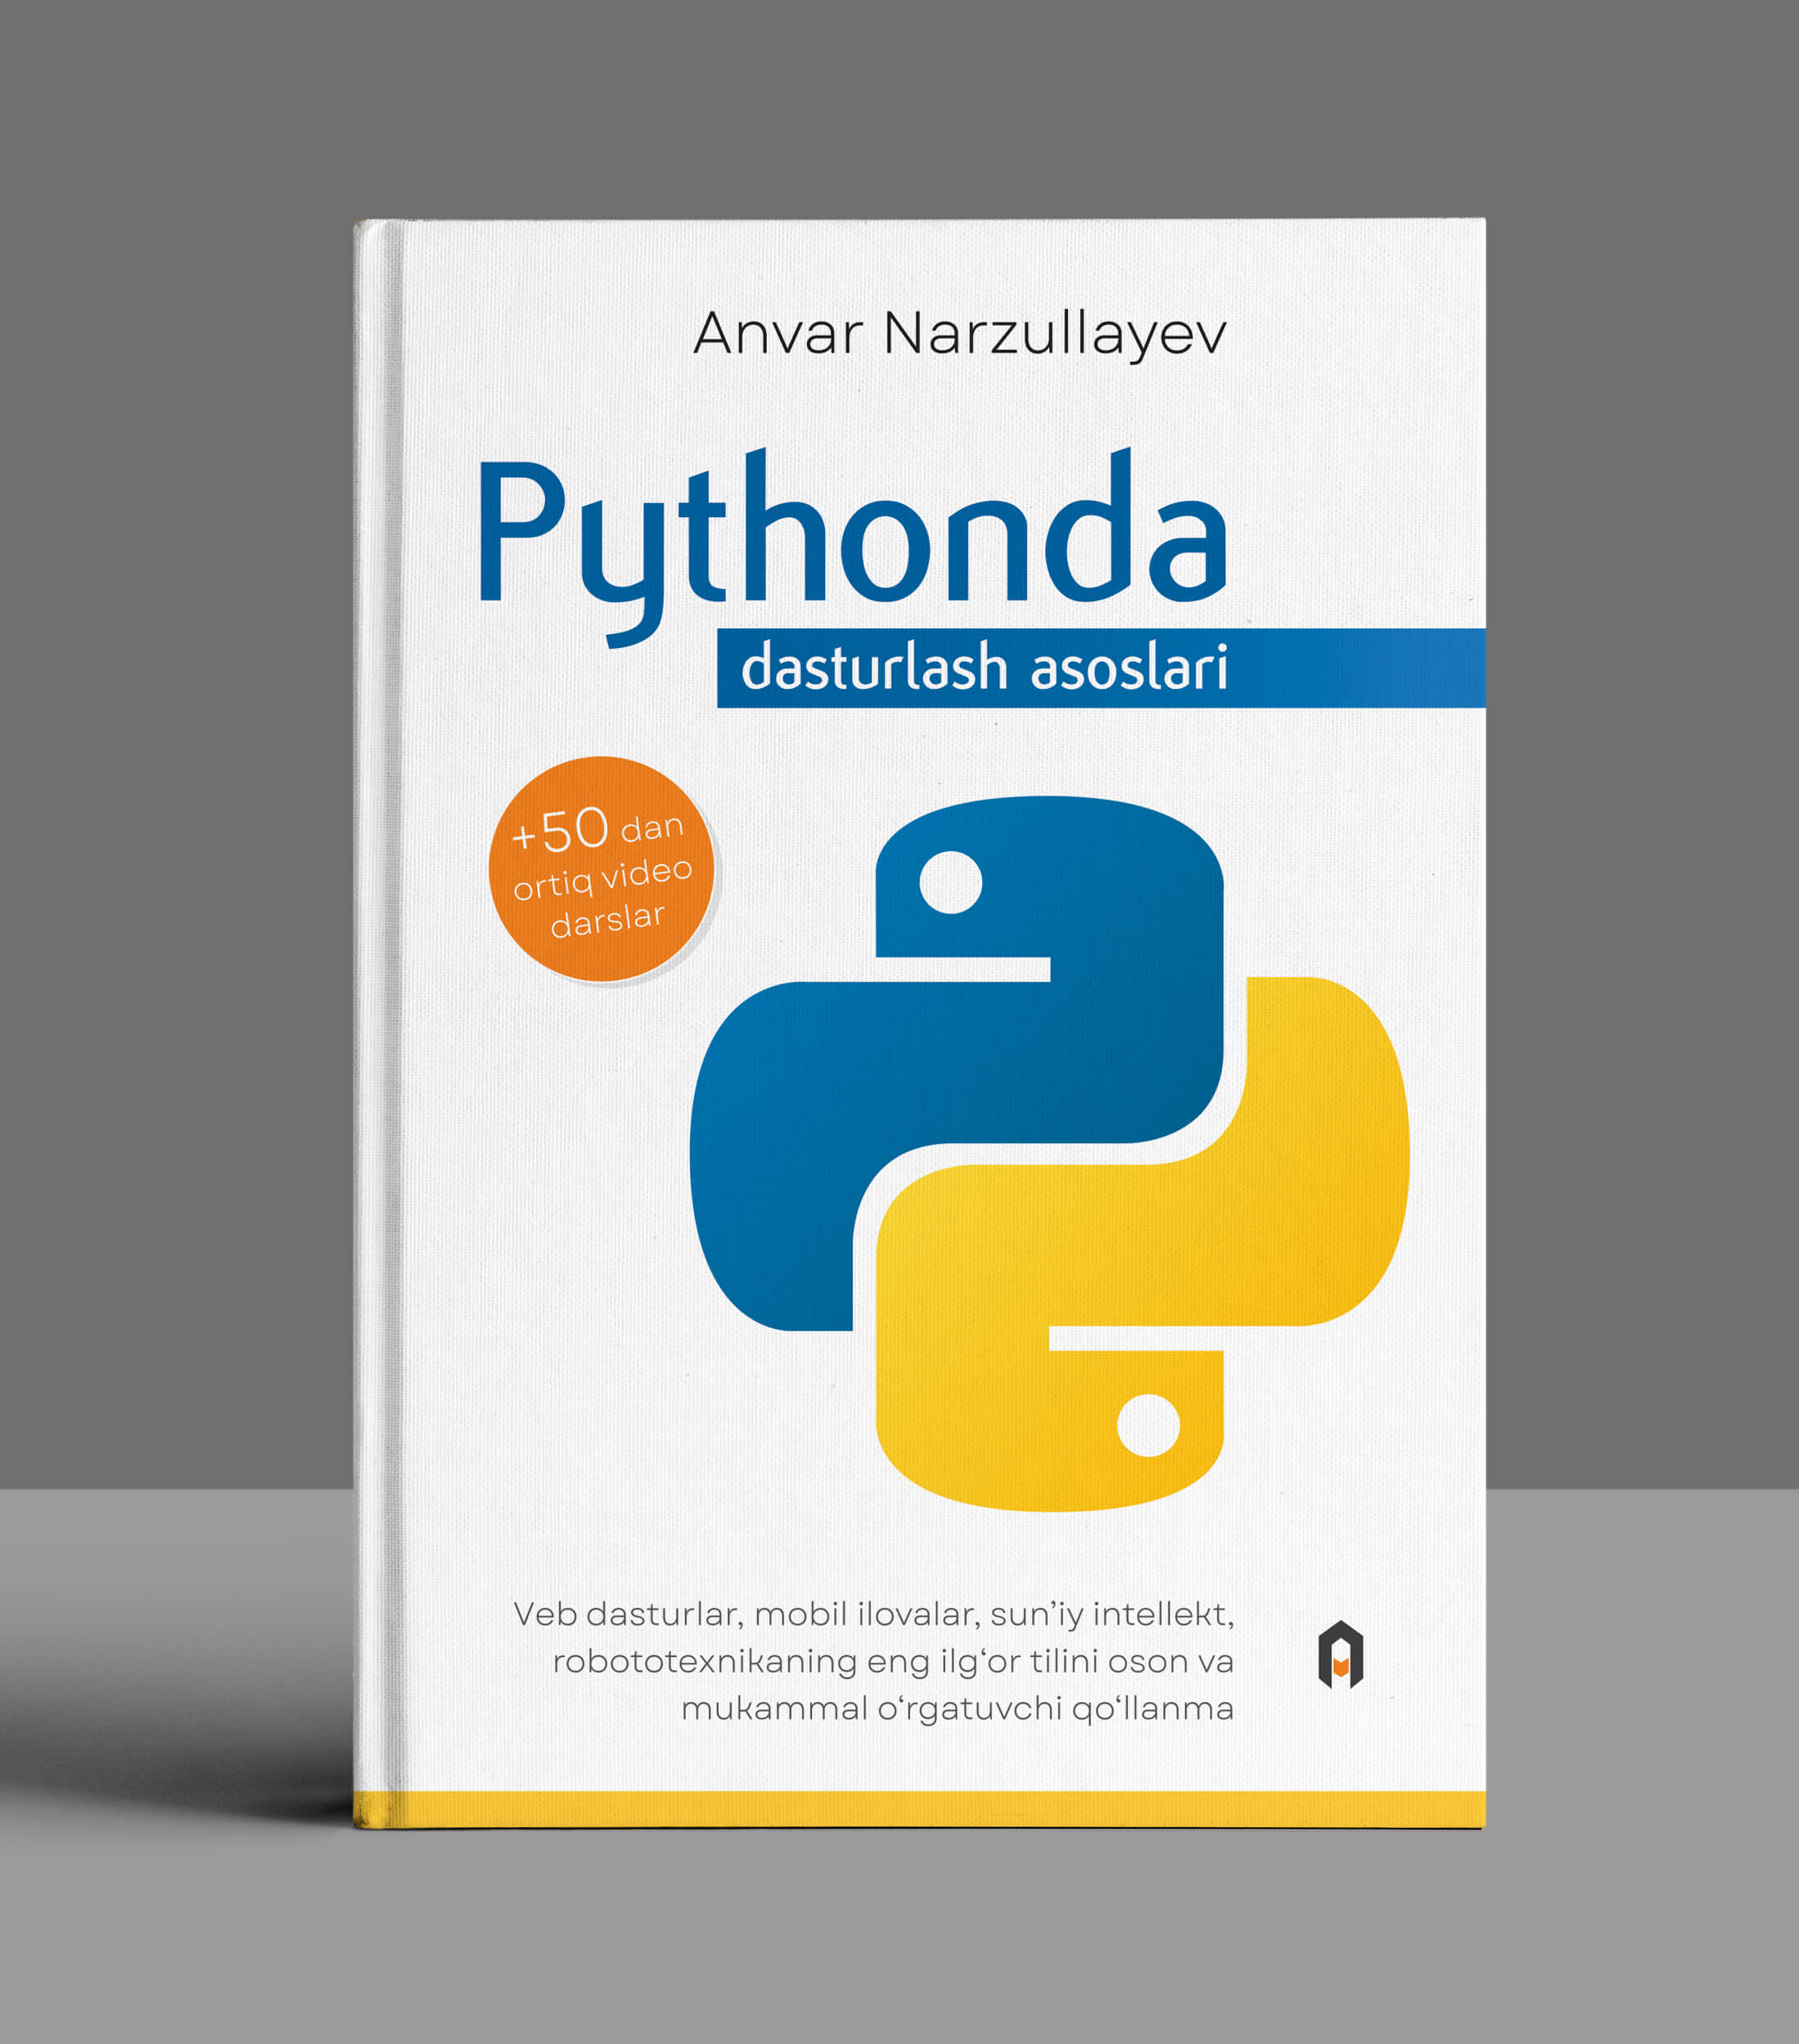 Anvar Narzullayev
Pythonda
dasturlash asoslari
+50 dan
ortiq video
darslar
Veb dasturlar, mobil ilovalar, sun’iy intellekt,
robototexnikaning eng ilg‘or tilini oson va
mukammal o‘rgatuvchi qo‘llanma